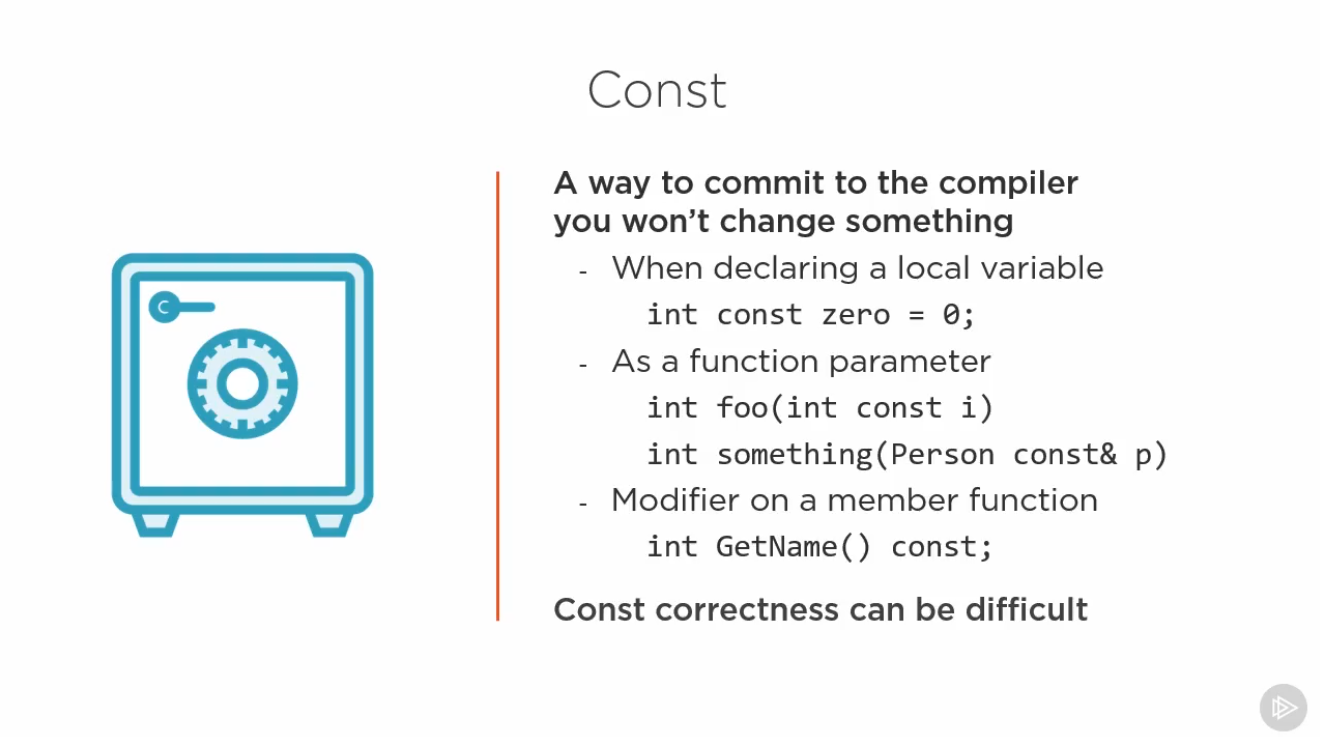 Const
A way to commit to the compiler
you won't change something
- When declaring a local variable
int const zero = 0;
- As a function parameter
int foo(int const i)
int something(Person const& p)
- Modifier on a member function
int GetName() const;
Const correctness can be difficult